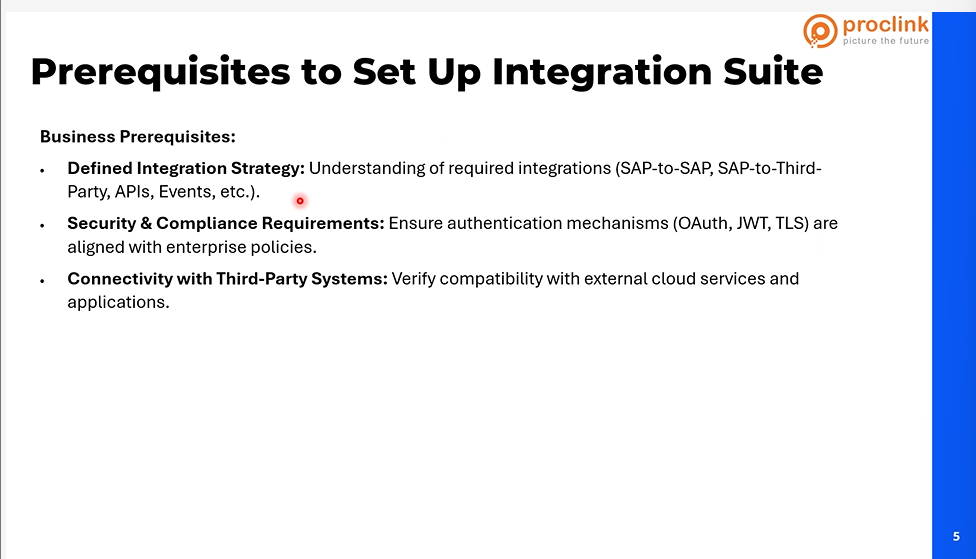 proclink
picture the future
Prerequisites to Set Up Integration Suite
Business Prerequisites:
• Defined Integration Strategy: Understanding of required integrations (SAP-to-SAP, SAP-to-Third-
Party, APIs, Events, etc.).
• Security & Compliance Requirements: Ensure authentication mechanisms (OAuth, JWT, TLS) are
aligned with enterprise policies.
• Connectivity with Third-Party Systems: Verify compatibility with external cloud services and
applications.
5